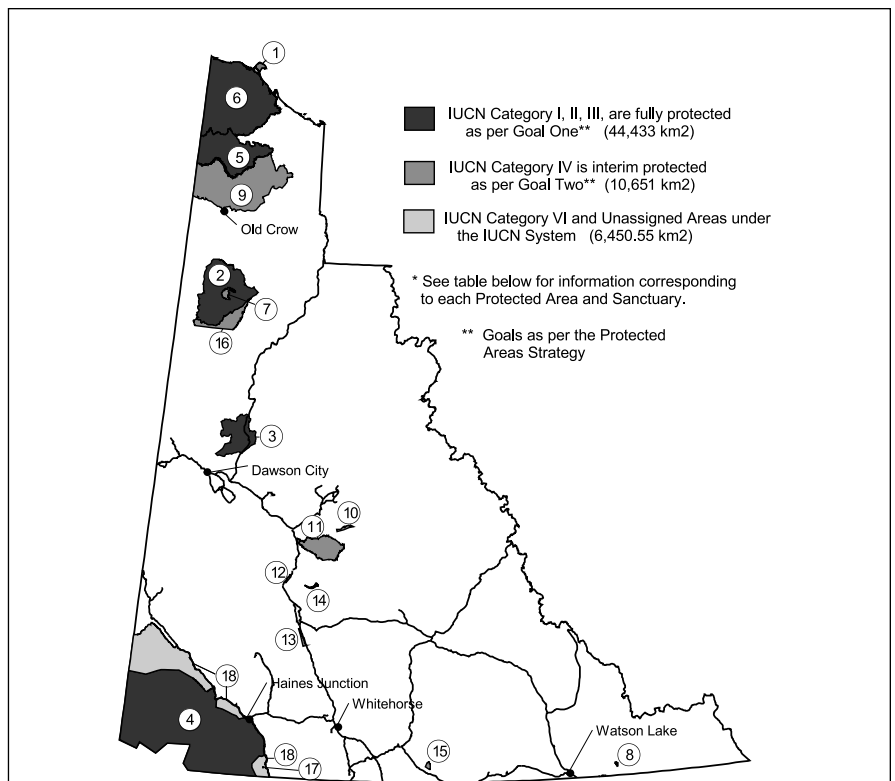 1
6
5
9
Old Crow
2
7
16
3
Dawson City
10
11
12
14
13
18
Haines Junction
4
Whitehorse
18
17
15
Watson Lake
8
IUCN Category I, II, III, are fully protected
as per Goal One** (44,433 km2)
IUCN Category IV is interim protected
as per Goal Two** (10,651 km2)
IUCN Category VI and Unassigned Areas under
the IUCN System (6,450.55 km2)
* See table below for information corresponding
to each Protected Area and Sanctuary.
** Goals as per the Protected
Areas Strategy